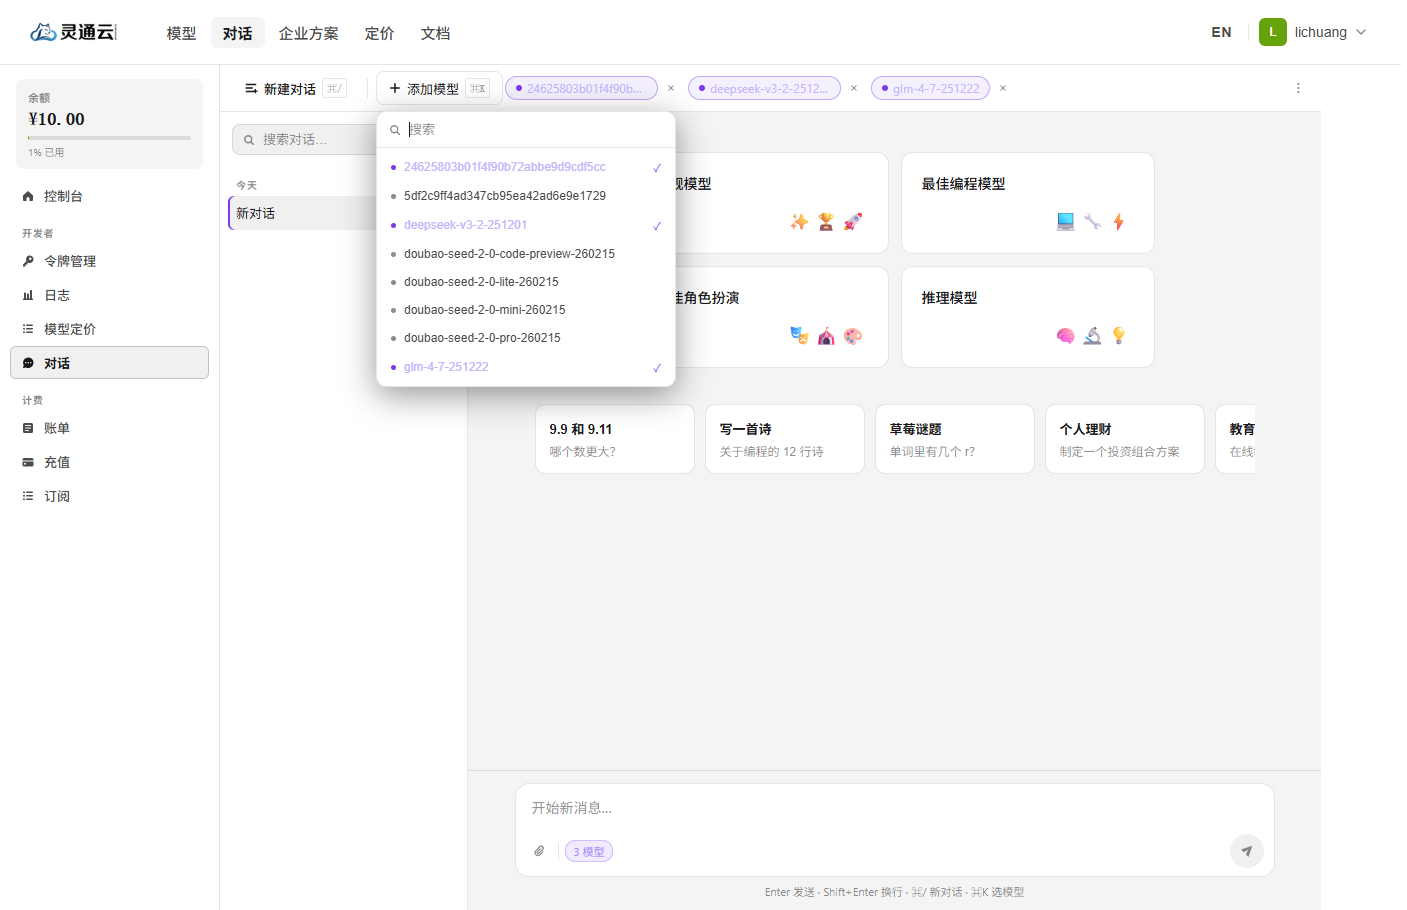 灵通云
模型
对话
企业方案
定价
文档
EN
L
lichuang
余额
¥10.00
1% 已用
控制台
开发者
令牌管理
日志
模型定价
对话
计费
账单
充值
订阅
新建对话 ⌘/
添加模型 ⌘K
24625803b01f4f90b... ×
deepseek-v3-2-2512... ×
glm-4-7-251222 ×
搜索对话...
今天
新对话
搜索
24625803b01f4f90b72abbe9d9cdf5cc ✓
5df2c9ff4ad347cb95ea42ad6e9e1729
deepseek-v3-2-251201 ✓
doubao-seed-2-0-code-preview-260215
doubao-seed-2-0-lite-260215
doubao-seed-2-0-mini-260215
doubao-seed-2-0-pro-260215
glm-4-7-251222 ✓
模型
最佳编程模型
佳角色扮演
推理模型
9.9 和 9.11
哪个数更大?
写一首诗
关于编程的 12 行诗
草莓谜题
单词里有几个 r?
个人理财
制定一个投资组合方案
教育
在线
开始新消息...
3 模型
Enter 发送 · Shift+Enter 换行 · ⌘/ 新对话 · ⌘K 选模型